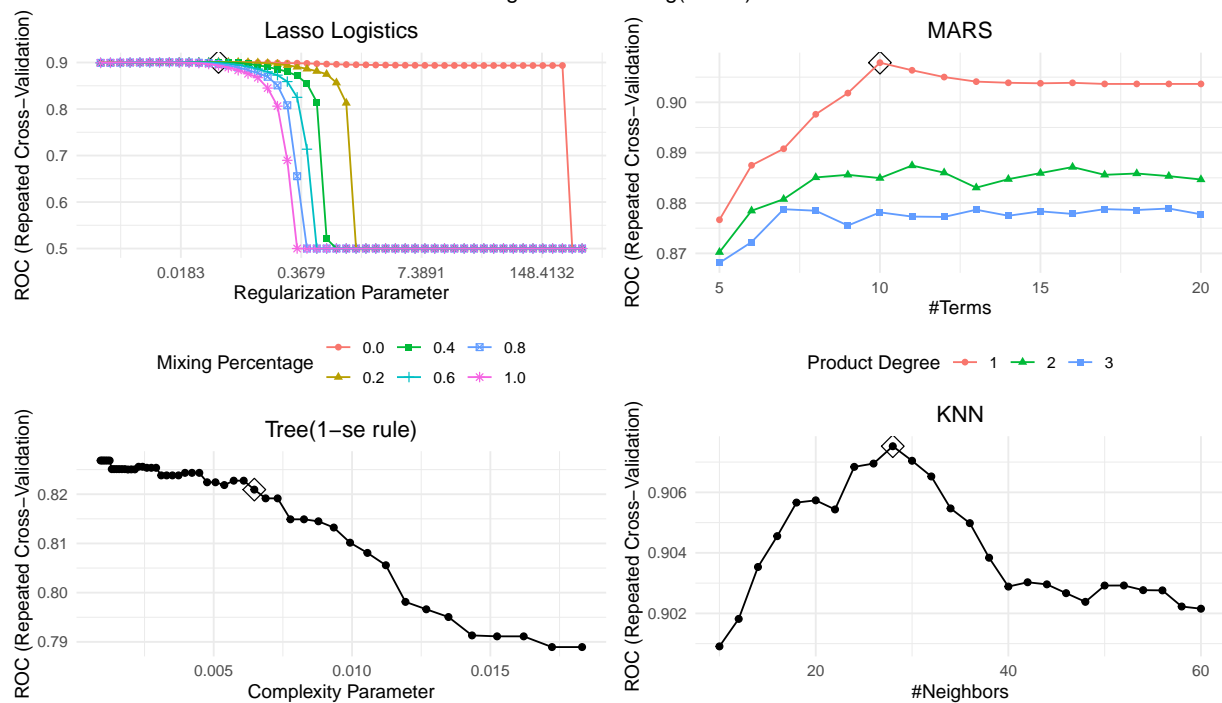 Lasso Logistics
ROC (Repeated Cross−Validation)
0.9
0.8
0.7
0.6
0.5
0.0183 0.3679 7.3891 148.4132
Regularization Parameter
Mixing Percentage
0.0 0.4 0.8
0.2 0.6 1.0
MARS
ROC (Repeated Cross−Validation)
0.90
0.89
0.88
0.87
5 10 15 20
#Terms
Product Degree 1 2 3
Tree(1−se rule)
ROC (Repeated Cross−Validation)
0.82
0.81
0.80
0.79
0.005 0.010 0.015
Complexity Parameter
KNN
ROC (Repeated Cross−Validation)
0.906
0.904
0.902
20 40 60
#Neighbors